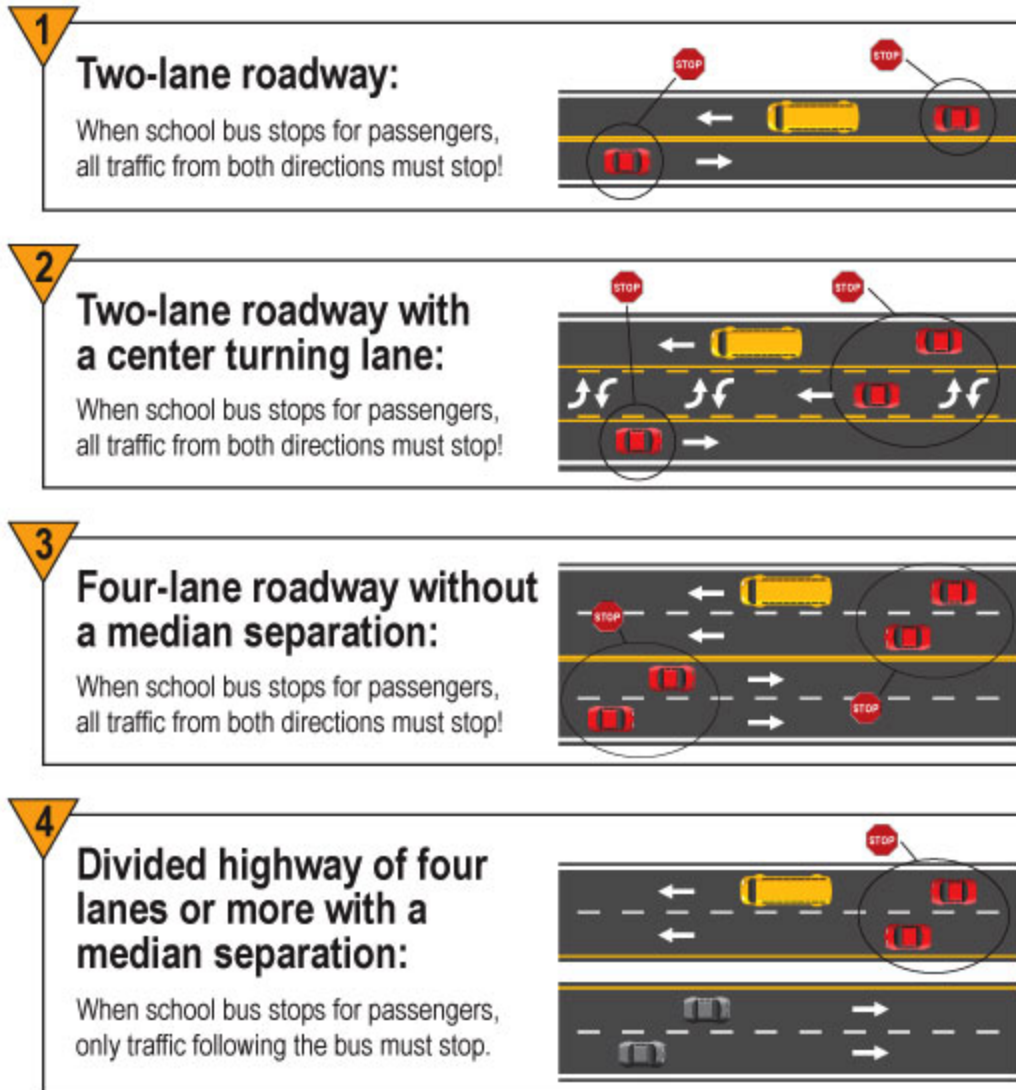 1
Two-lane roadway:
When school bus stops for passengers,
all traffic from both directions must stop!
STOP
STOP
2
Two-lane roadway with
a center turning lane:
When school bus stops for passengers,
all traffic from both directions must stop!
STOP
STOP
3
Four-lane roadway without
a median separation:
When school bus stops for passengers,
all traffic from both directions must stop!
STOP
STOP
4
Divided highway of four
lanes or more with a
median separation:
When school bus stops for passengers,
only traffic following the bus must stop.
STOP